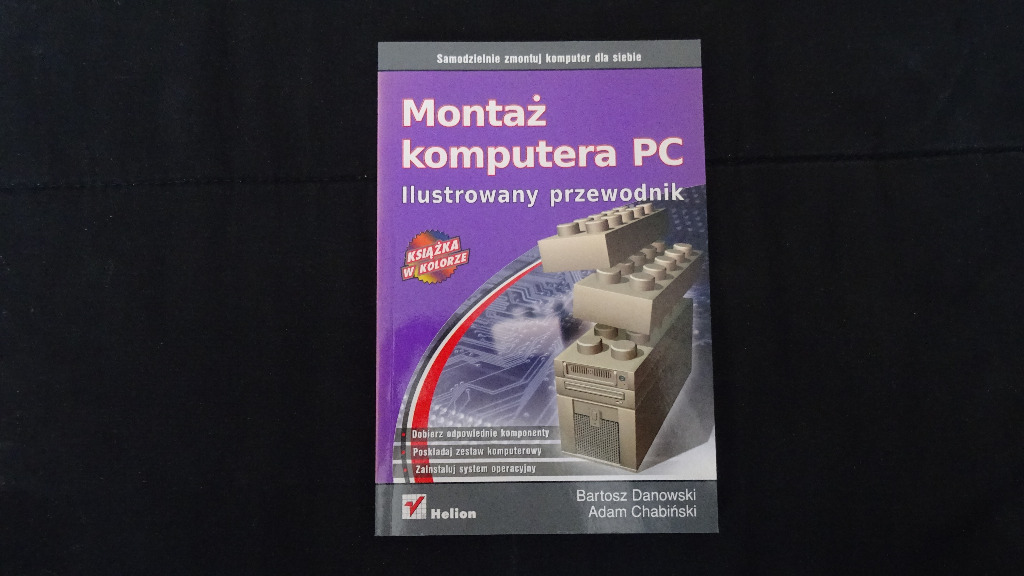 Samodzielnie zmontuj komputer dla siebie
Montaż
komputera PC
Ilustrowany przewodnik
KSIĄŻKA
W KOLORZE
Dobierz odpowiednie komponenty
Poskładaj zestaw komputerowy
Zainstaluj system operacyjny
Helion
Bartosz Danowski
Adam Chabiński